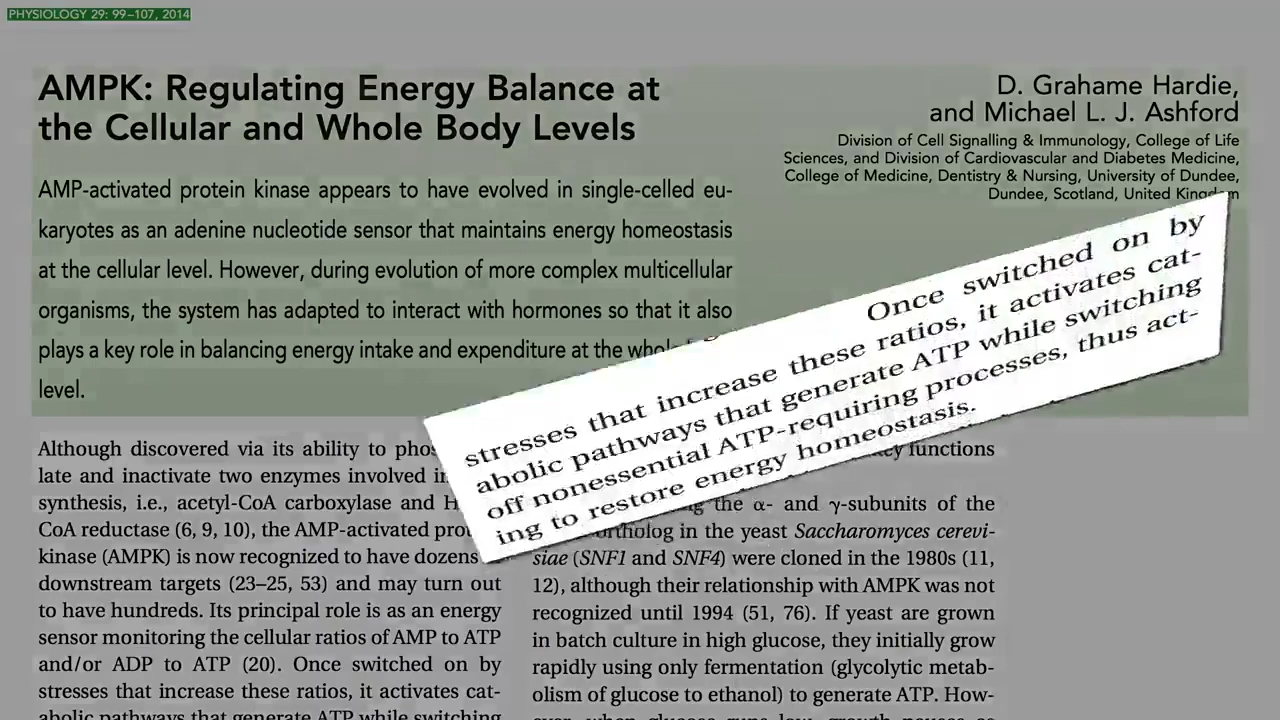 PHYSIOLOGY 29: 99–107, 2014
AMPK: Regulating Energy Balance at
the Cellular and Whole Body Levels
D. Grahame Hardie,
and Michael L. J. Ashford
Division of Cell Signalling & Immunology, College of Life
Sciences, and Division of Cardiovascular and Diabetes Medicine,
College of Medicine, Dentistry & Nursing, University of Dundee,
Dundee, Scotland, United Kingdom
AMP-activated protein kinase appears to have evolved in single-celled eu-
karyotes as an adenine nucleotide sensor that maintains energy homeostasis
at the cellular level. However, during evolution of more complex multicellular
organisms, the system has adapted to interact with hormones so that it also
plays a key role in balancing energy intake and expenditure at the whole
level.
Once switched on by
stresses that increase these ratios, it activates cat-
abolic pathways that generate ATP while switching
off nonessential ATP-requiring processes, thus act-
ing to restore energy homeostasis.
Although discovered via its ability to phos
late and inactivate two enzymes involved in
synthesis, i.e., acetyl-CoA carboxylase and H
CoA reductase (6, 9, 10), the AMP-activated pro
kinase (AMPK) is now recognized to have dozens
downstream targets (23–25, 53) and may turn out
to have hundreds. Its principal role is as an energy
sensor monitoring the cellular ratios of AMP to ATP
and/or ADP to ATP (20). Once switched on by
stresses that increase these ratios, it activates cat-
abolic pathways that generate ATP while switching
key functions
the α- and γ-subunits of the
ortholog in the yeast Saccharomyces cerevi-
siae (SNF1 and SNF4) were cloned in the 1980s (11,
12), although their relationship with AMPK was not
recognized until 1994 (51, 76). If yeast are grown
in batch culture in high glucose, they initially grow
rapidly using only fermentation (glycolytic metab-
olism of glucose to ethanol) to generate ATP. How-
ever, when glucose runs low, growth pauses as